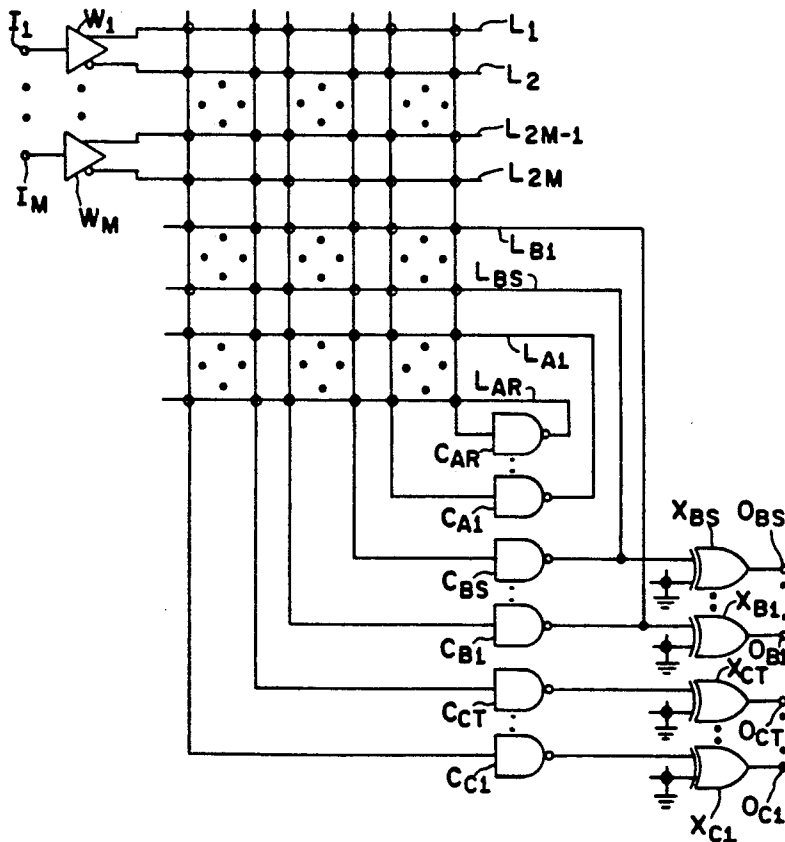 I1
W1
L1
L2
L2M-1
IM
WM
L2M
LB1
LBS
LA1
LAR
CAR
CA1
XBS
OBS
CBS
XB1
CB1
OB1
XCT
CCT
OCT
CC1
XC1
OC1